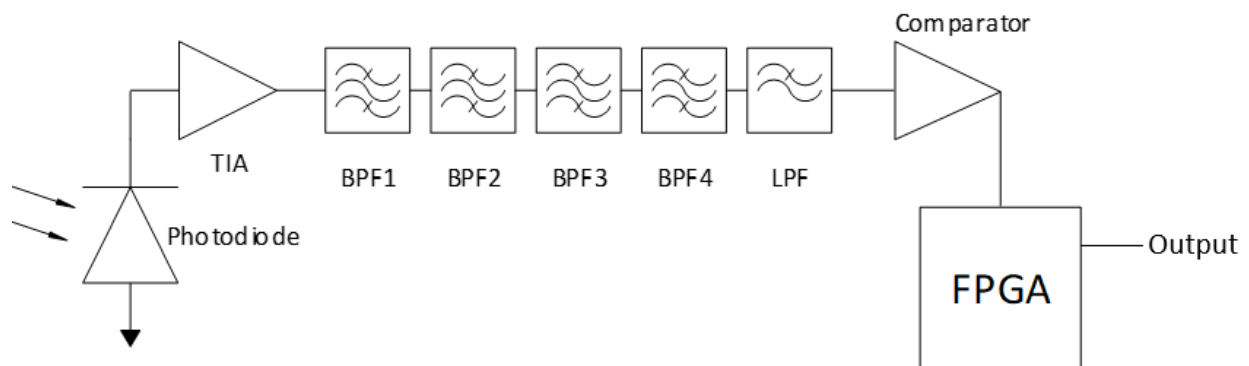 Comparator
TIA
BPF1
BPF2
BPF3
BPF4
LPF
Photodiode
FPGA
Output